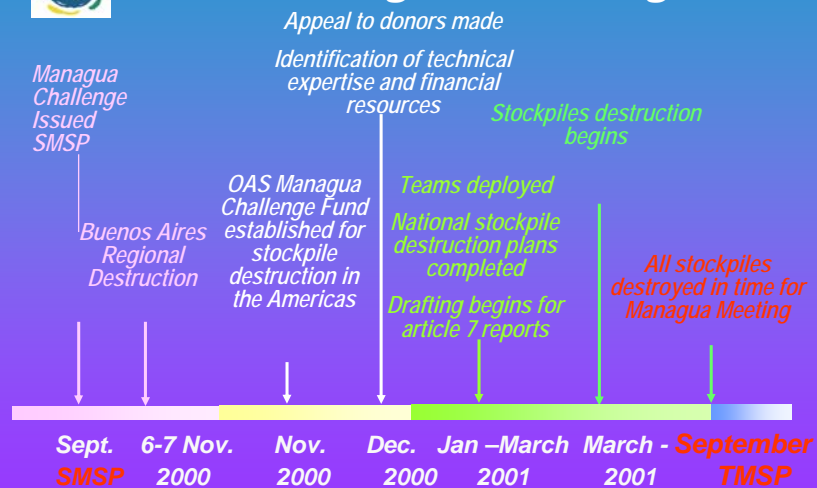 Appeal to donors made
Identification of technical
expertise and financial
resources
Managua
Challenge
Issued
SMSP
Stockpiles destruction
begins
Buenos Aires
Regional
Destruction
OAS Managua
Challenge Fund
established for
stockpile
destruction in
the Americas
Teams deployed
National stockpile
destruction plans
completed
Drafting begins for
article 7 reports
All stockpiles
destroyed in time for
Managua Meeting
Sept. 6-7 Nov. Nov. Dec. Jan –March March - September
SMSP 2000 2000 2000 2001 2001 TMSP